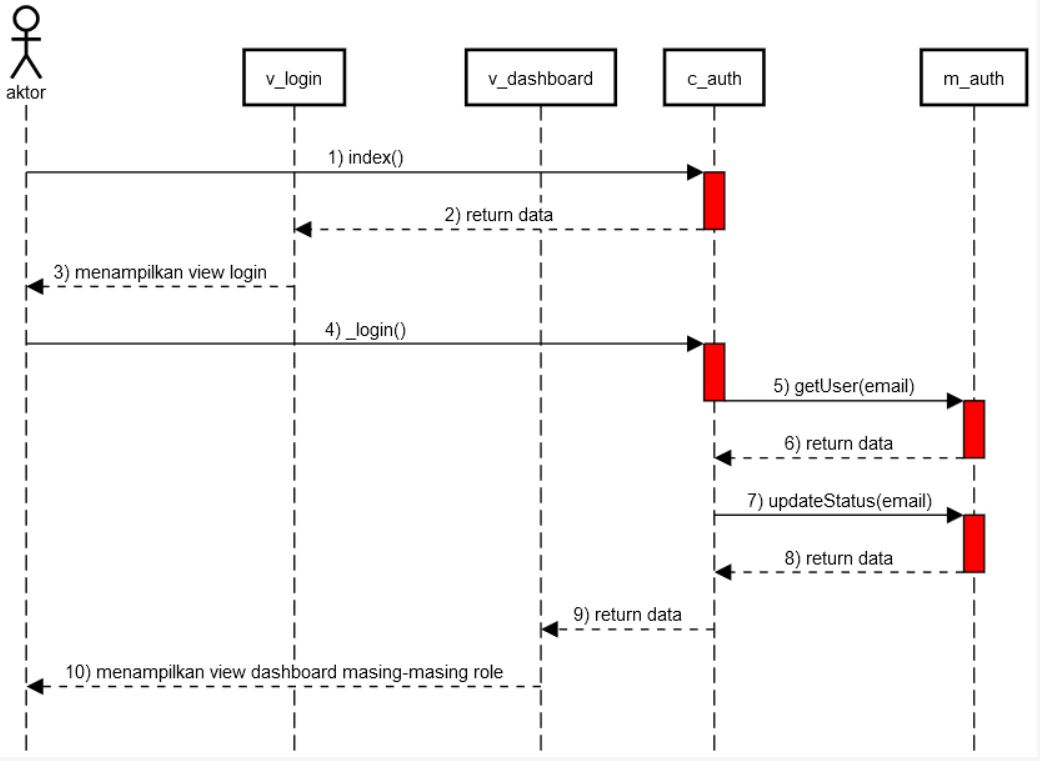 aktor
v_login
v_dashboard
c_auth
m_auth
1) index()
2) return data
3) menampilkan view login
4) _login()
5) getUser(email)
6) return data
7) updateStatus(email)
8) return data
9) return data
10) menampilkan view dashboard masing-masing role